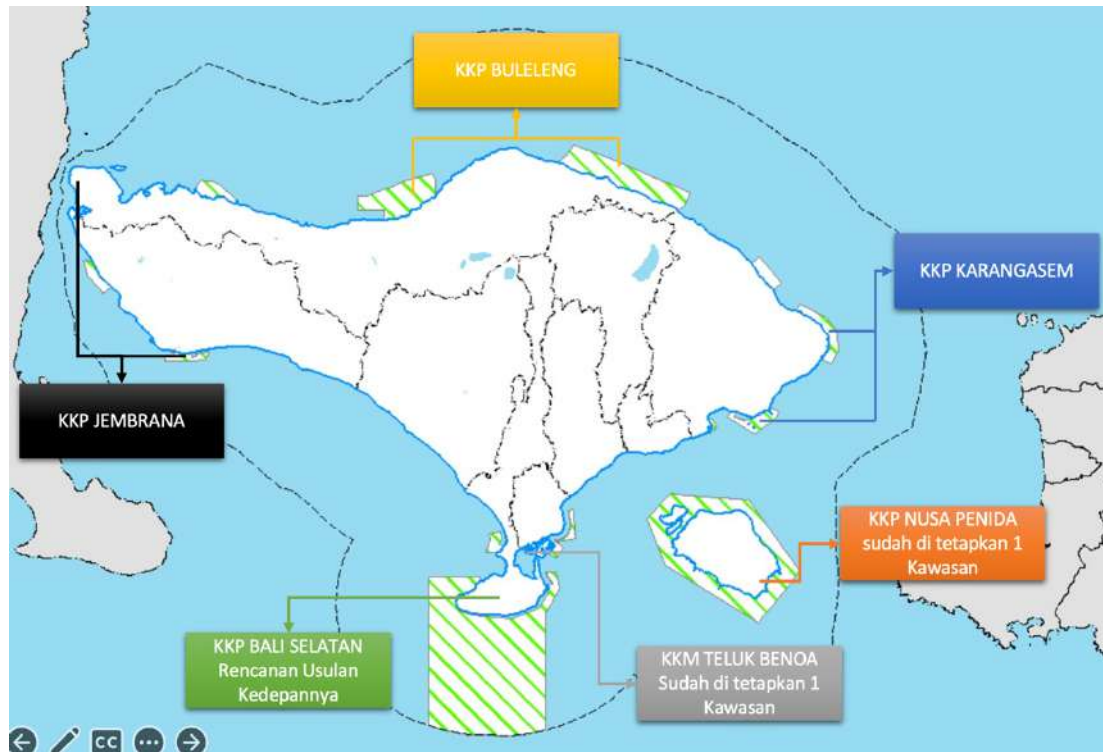 KKP BULELENG
KKP KARANGASEM
KKP JEMBRANA
KKP NUSA PENIDA
sudah di tetapkan 1
Kawasan
KKP BALI SELATAN
Rencanan Usulan
Kedepannya
KKM TELUK BENOA
Sudah di tetapkan 1
Kawasan
CC